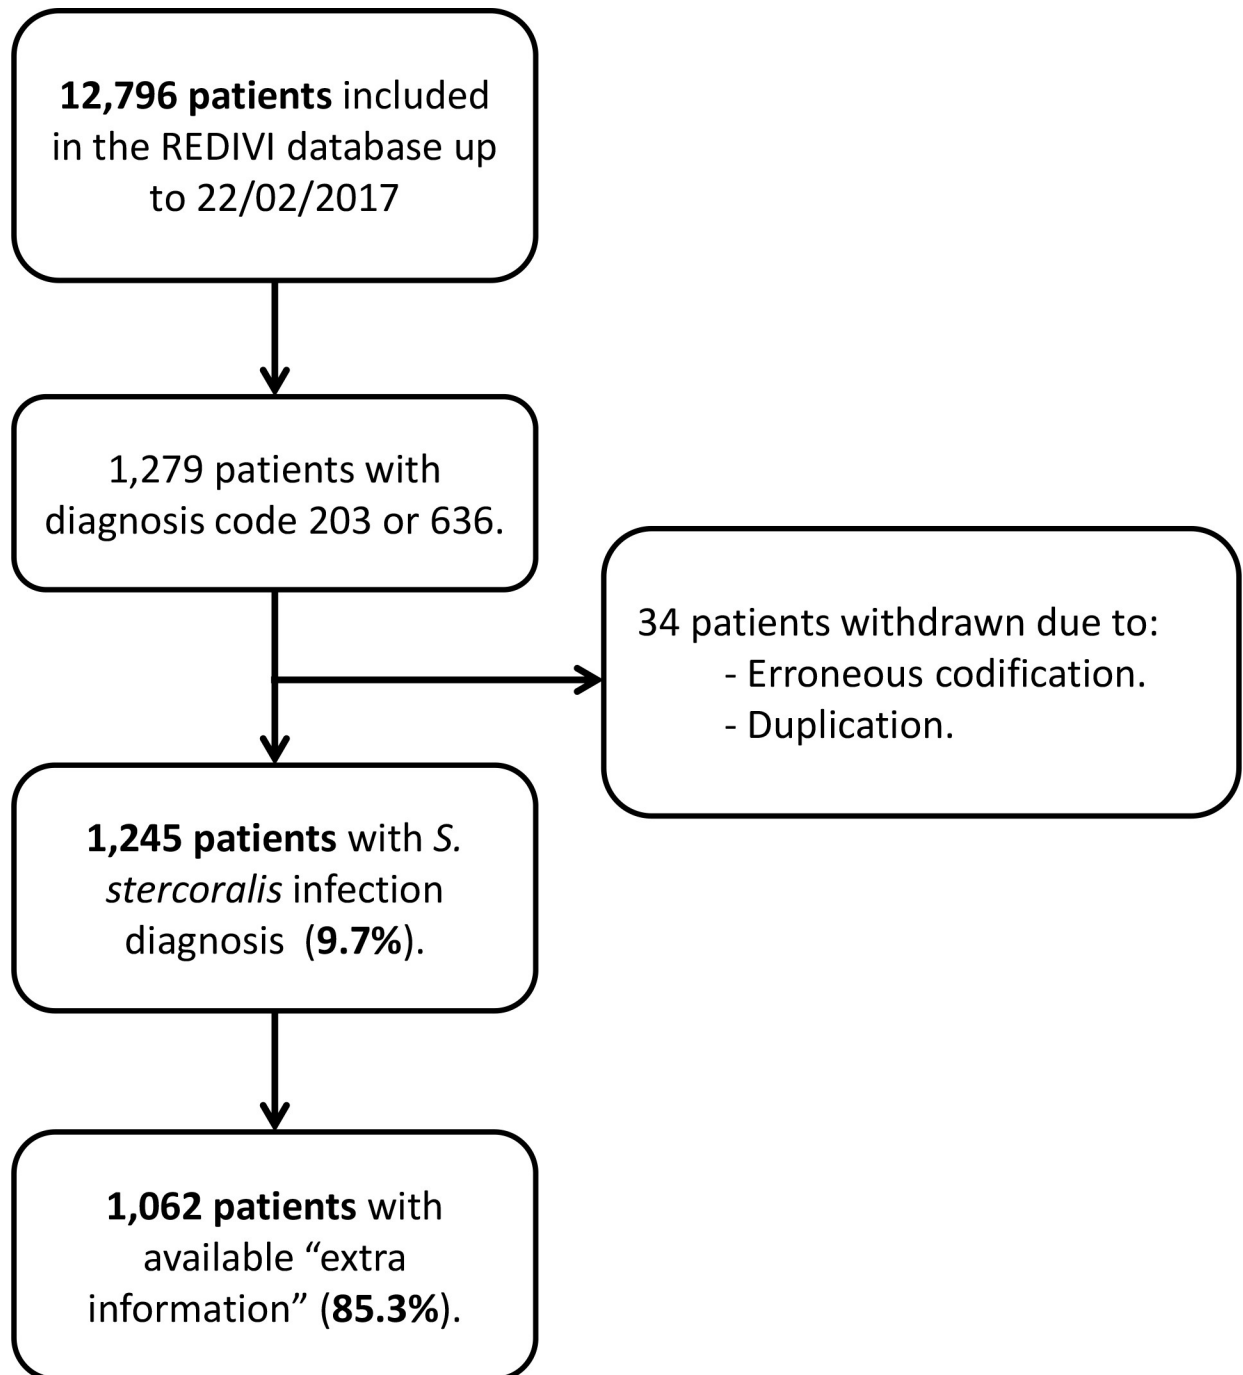 12,796 patients included
in the REDIVI database up
to 22/02/2017
1,279 patients with
diagnosis code 203 or 636.
34 patients withdrawn due to:
- Erroneous codification.
- Duplication.
1,245 patients with S.
stercoralis infection
diagnosis (9.7%).
1,062 patients with
available “extra
information” (85.3%).